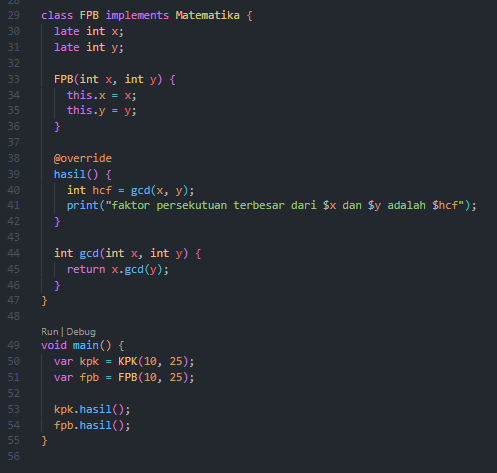 29 class FPB implements Matematika {
30 late int x;
31 late int y;
32
33 FPB(int x, int y) {
34 this.x = x;
35 this.y = y;
36 }
37
38 @override
39 hasil() {
40 int hcf = gcd(x, y);
41 print("faktor persekutuan terbesar dari $x dan $y adalah $hcf");
42 }
43
44 int gcd(int x, int y) {
45 return x.gcd(y);
46 }
47 }
48
Run | Debug
49 void main() {
50 var kpk = KPK(10, 25);
51 var fpb = FPB(10, 25);
52
53 kpk.hasil();
54 fpb.hasil();
55 }
56